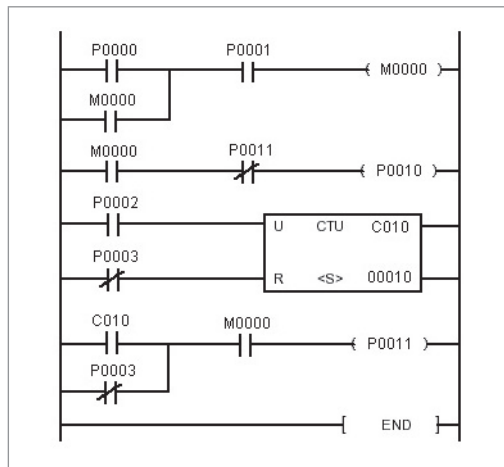 P0000 P0001
( M0000 )
M0000
M0000 P0011
( P0010 )
P0002
U CTU C010
P0003
R <S> 00010
C010 M0000
( P0011 )
P0003
[ END ]